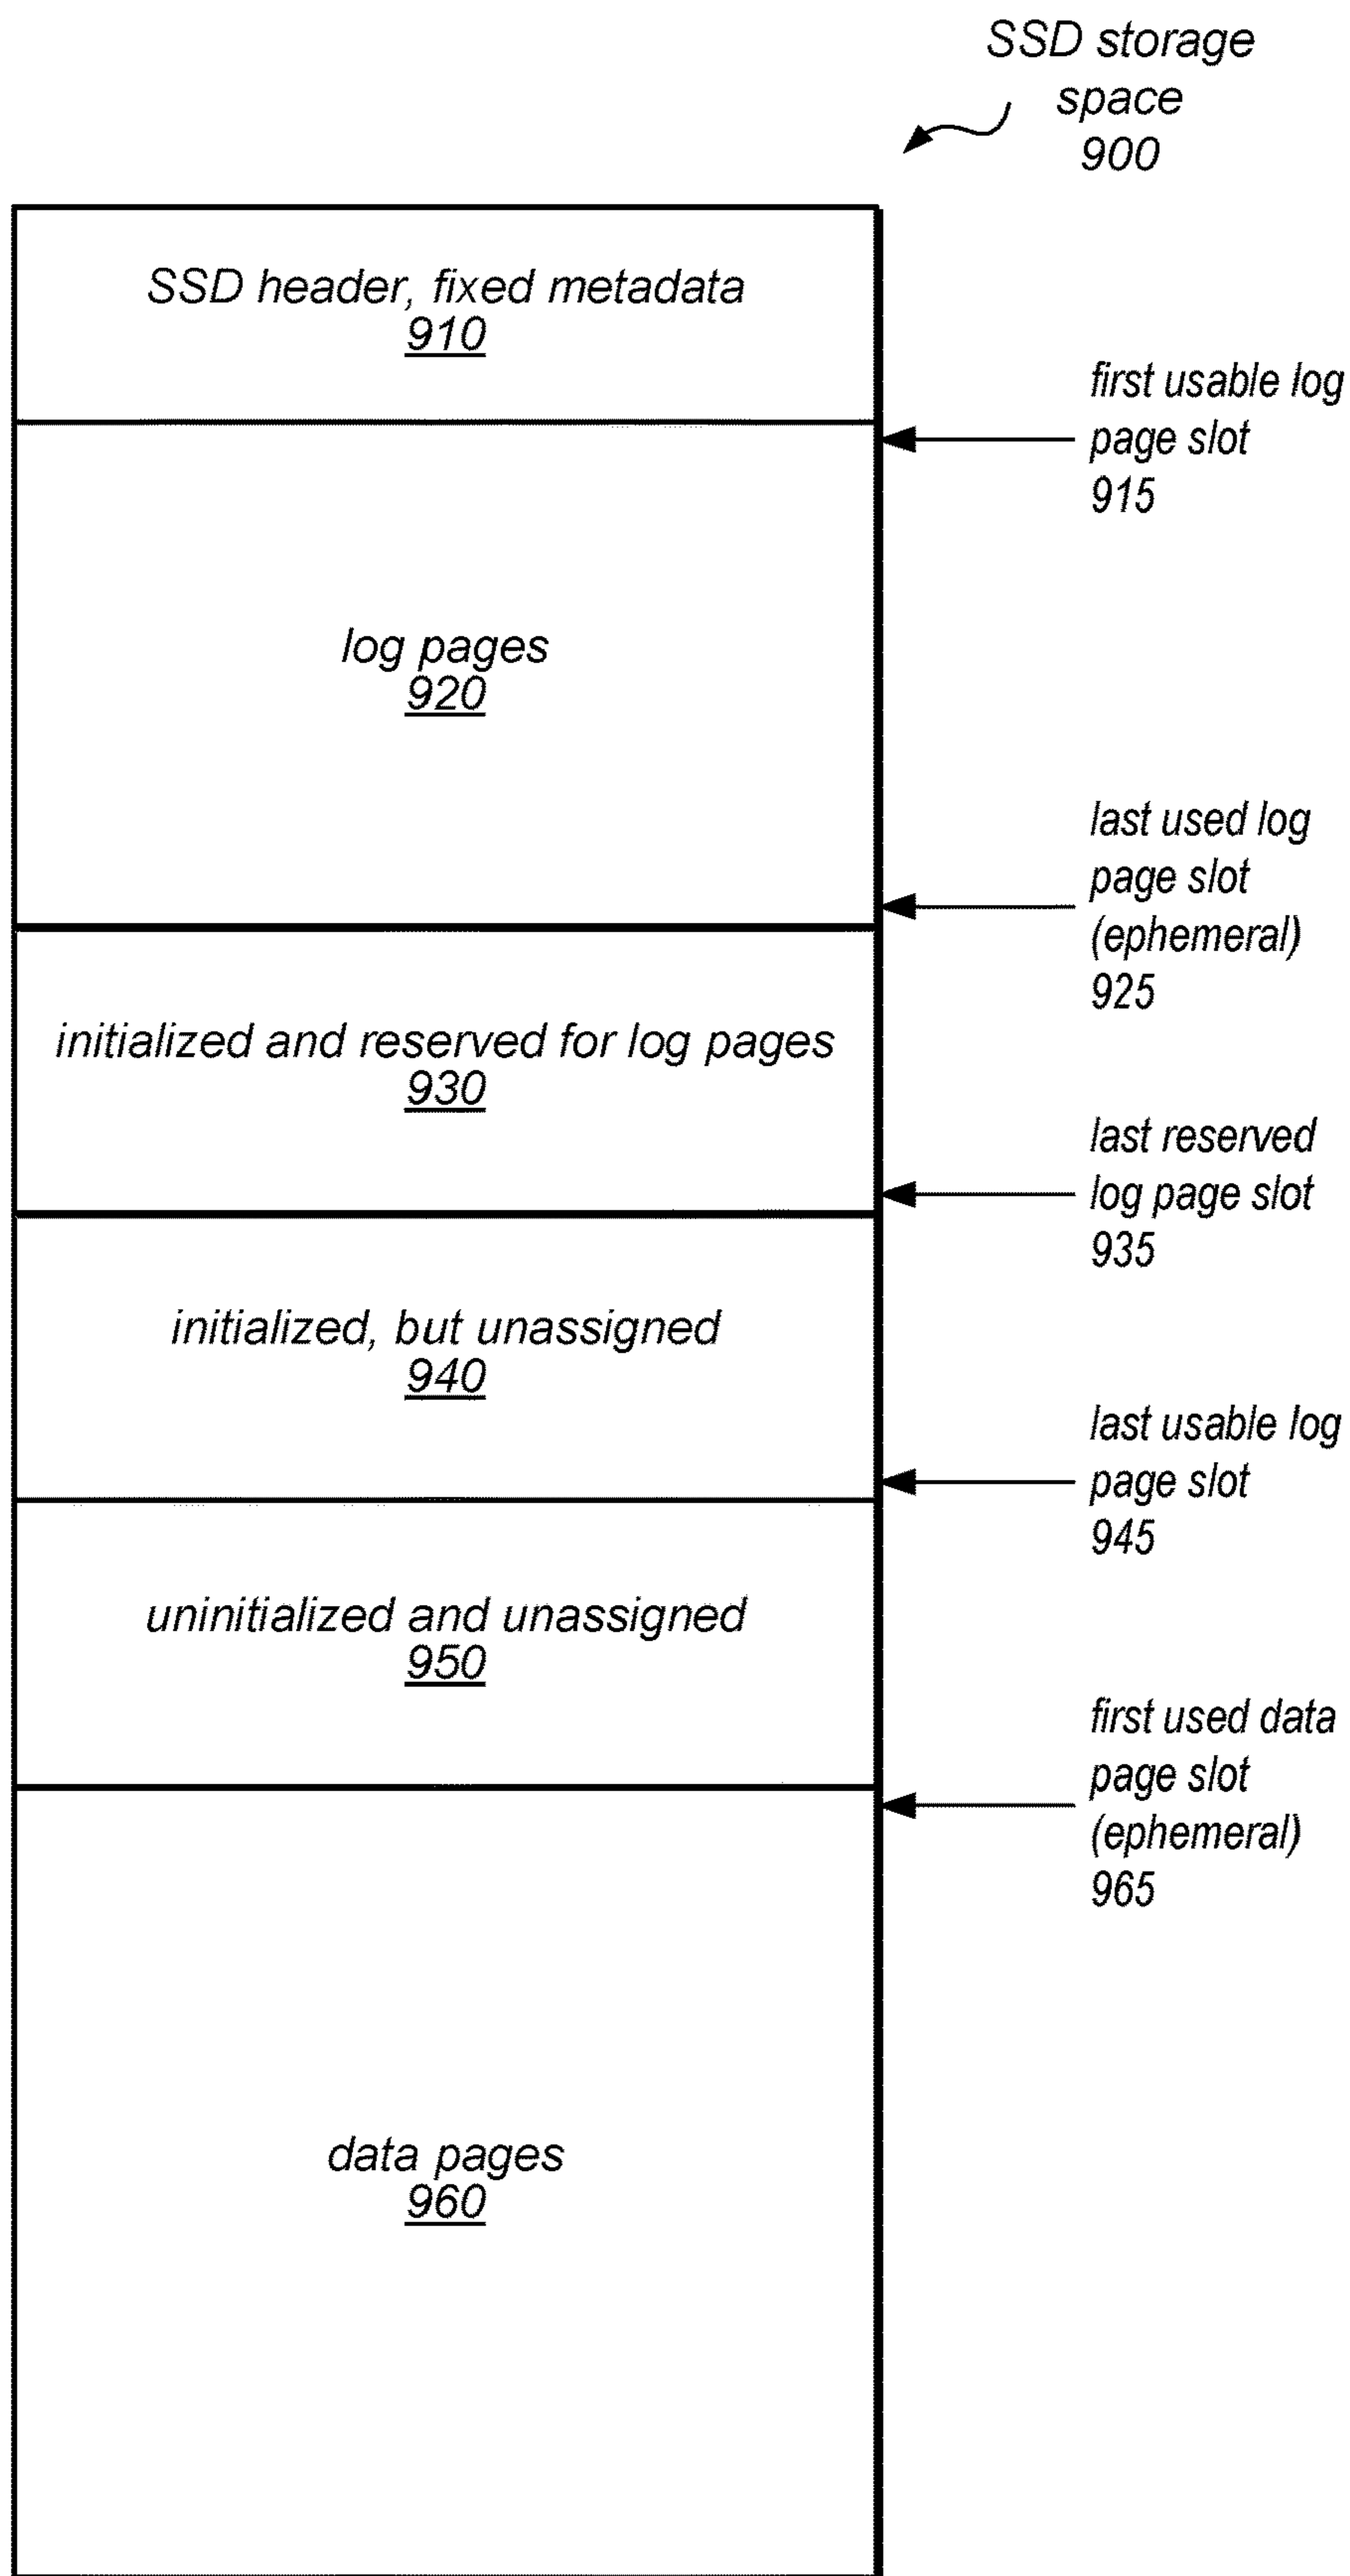 SSD storage
space
900
SSD header, fixed metadata
910
first usable log
page slot
915
log pages
920
last used log
page slot
(ephemeral)
925
initialized and reserved for log pages
930
last reserved
log page slot
935
initialized, but unassigned
940
last usable log
page slot
945
uninitialized and unassigned
950
first used data
page slot
(ephemeral)
965
data pages
960